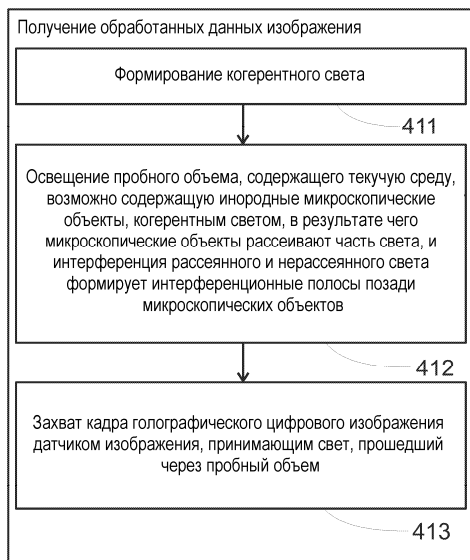 Получение обработанных данных изображения
Формирование когерентного света
411
Освещение пробного объема, содержащего текучую среду,
возможно содержащую инородные микроскопические
объекты, когерентным светом, в результате чего
микроскопические объекты рассеивают часть света, и
интерференция рассеянного и нерассеянного света
формирует интерференционные полосы позади
микроскопических объектов
412
Захват кадра голографического цифрового изображения
датчиком изображения, принимающим свет, прошедший
через пробный объем
413